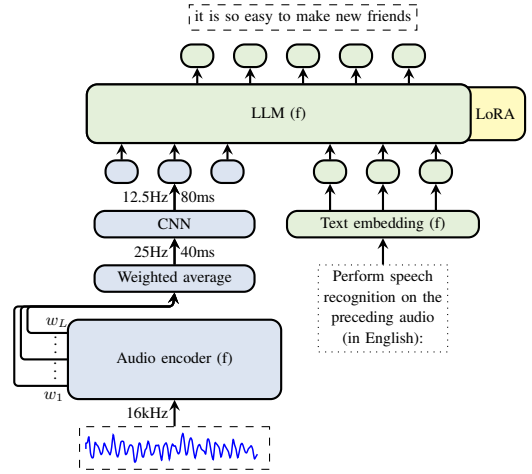 it is so easy to make new friends
LLM (f)
LoRA
12.5Hz 80ms
CNN
Text embedding (f)
25Hz 40ms
Weighted average
Perform speech
recognition on the
preceding audio
(in English):
w_L
Audio encoder (f)
w_1
16kHz